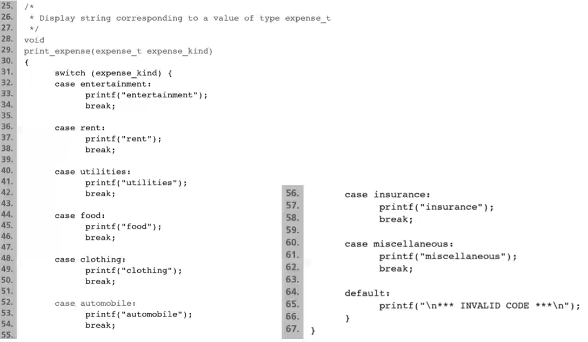 25. /*
26. * Display string corresponding to a value of type expense_t
27. */
28. void
29. print_expense(expense_t expense_kind)
30. {
31. switch (expense_kind) {
32. case entertainment:
33. printf("entertainment");
34. break;
35.
36. case rent:
37. printf("rent");
38. break;
39.
40. case utilities:
41. printf("utilities");
42. break;
43.
44. case food:
45. printf("food");
46. break;
47.
48. case clothing:
49. printf("clothing");
50. break;
51.
52. case automobile:
53. printf("automobile");
54. break;
55.
56. case insurance:
57. printf("insurance");
58. break;
59.
60. case miscellaneous:
61. printf("miscellaneous");
62. break;
63.
64. default:
65. printf("\n*** INVALID CODE ***\n");
66. }
67. }